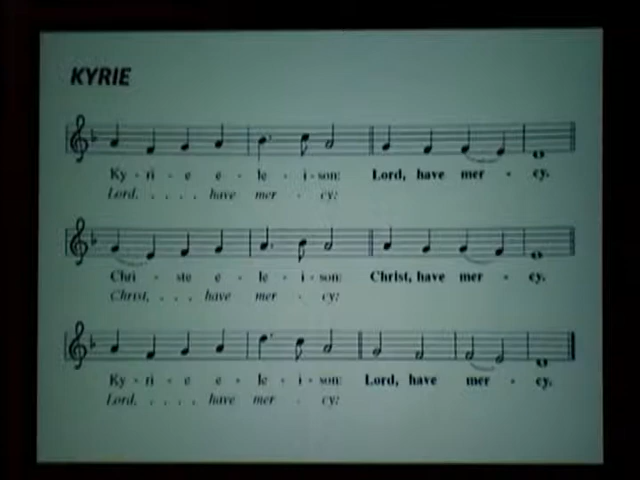 KYRIE
Ky - ri - e e - le - i - son: Lord, have mer - cy.
Lord, . . . . have mer - cy:
Chri - ste e - le - i - son: Christ, have mer - cy.
Christ, . . . have mer - cy:
Ky - ri - e e - le - i - son: Lord, have mer - cy.
Lord, . . . . have mer - cy: